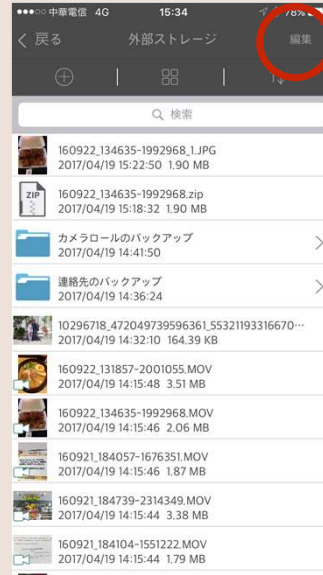 中華電信 4G 15:34 78%
戻る 外部ストレージ 編集
検索
160922_134635-1992968_1.JPG
2017/04/19 15:22:50 1.90 MB
ZIP
160922_134635-1992968.zip
2017/04/19 15:18:32 1.90 MB
カメラロールのバックアップ
2017/04/19 14:41:50
連絡先のバックアップ
2017/04/19 14:36:24
10296718_472049739596361_55321193316670…
2017/04/19 14:32:10 164.39 KB
160922_131857-2001055.MOV
2017/04/19 14:15:48 3.51 MB
160922_134635-1992968.MOV
2017/04/19 14:15:46 2.06 MB
160921_184057-1676351.MOV
2017/04/19 14:15:46 1.87 MB
160921_184739-2314349.MOV
2017/04/19 14:15:44 3.38 MB
160921_184104-1551222.MOV
2017/04/19 14:15:44 1.79 MB